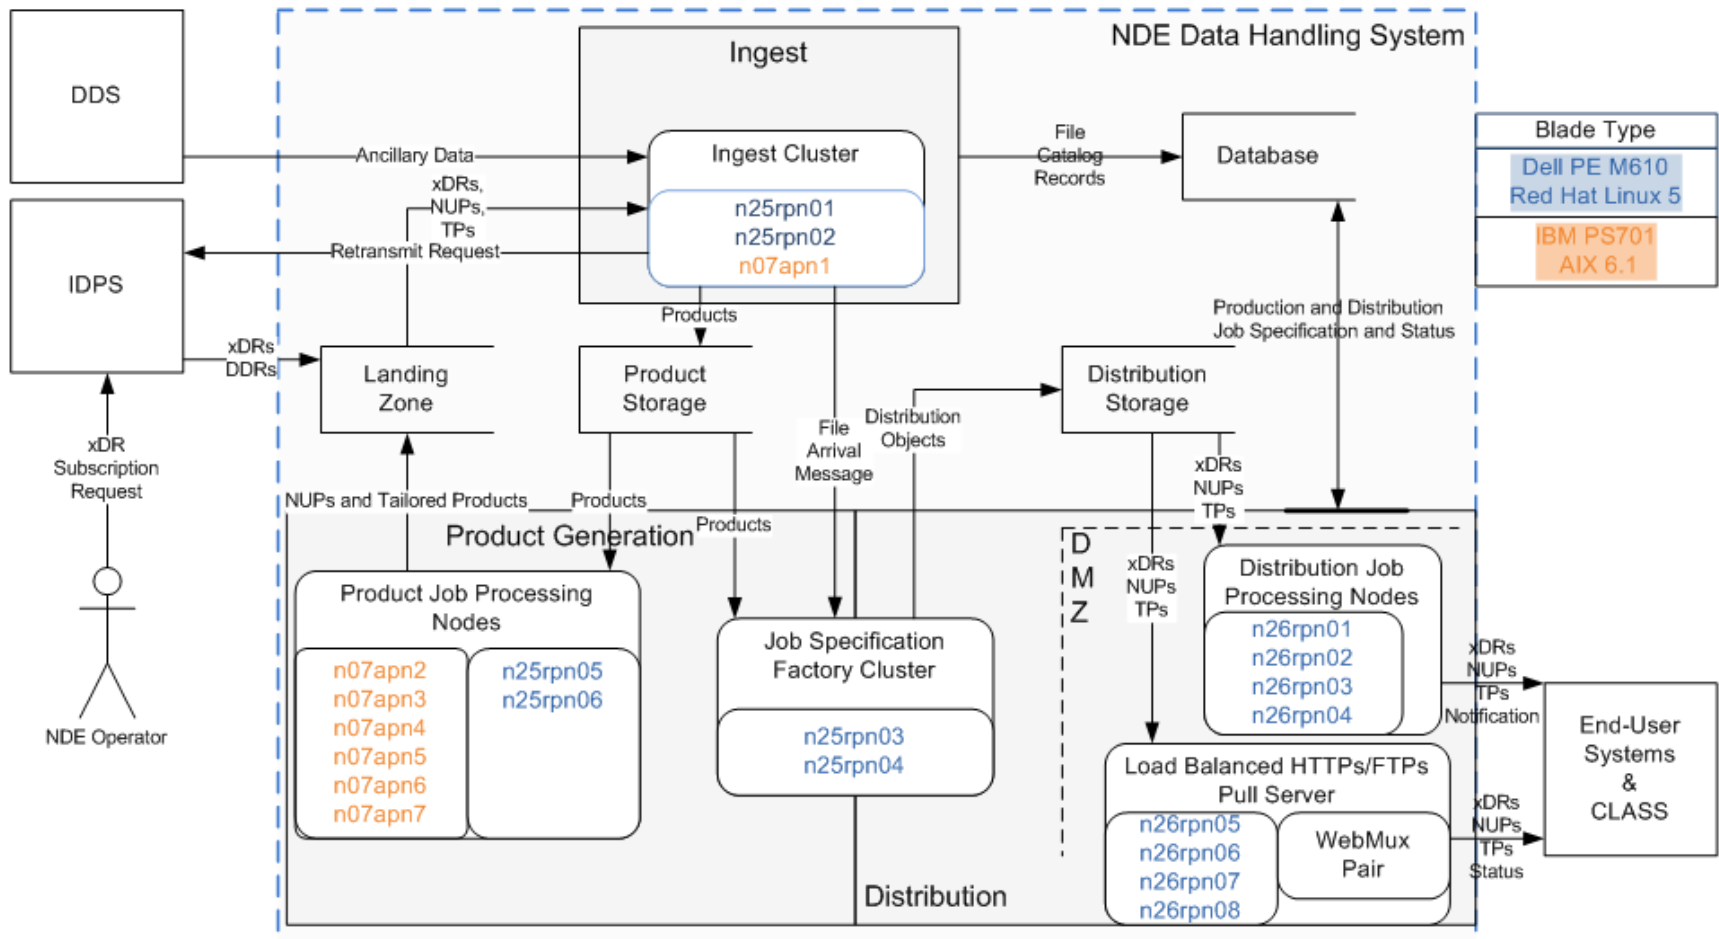 NDE Data Handling System
DDS
Ingest
Ingest Cluster
n25rpn01
n25rpn02
n07apn1
Ancillary Data
xDRs,
NUPs,
TPs
Retransmit Request
File
Catalog
Records
Database
Blade Type
Dell PE M610
Red Hat Linux 5
IBM PS701
AIX 6.1
IDPS
xDRs
DDRs
Landing
Zone
Products
Product
Storage
File
Arrival
Message
Distribution
Objects
Distribution
Storage
Production and Distribution
Job Specification and Status
xDR
Subscription
Request
NDE Operator
NUPs and Tailored Products
Products
Products
xDRs
NUPs
TPs
xDRs
NUPs
TPs
Product Generation
Product Job Processing
Nodes
n07apn2
n07apn3
n07apn4
n07apn5
n07apn6
n07apn7
n25rpn05
n25rpn06
Job Specification
Factory Cluster
n25rpn03
n25rpn04
Distribution
D
M
Z
Distribution Job
Processing Nodes
n26rpn01
n26rpn02
n26rpn03
n26rpn04
Load Balanced HTTPs/FTPs
Pull Server
n26rpn05
n26rpn06
n26rpn07
n26rpn08
WebMux
Pair
xDRs
NUPs
TPs
Notification
xDRs
NUPs
TPs
Status
End-User
Systems
&
CLASS